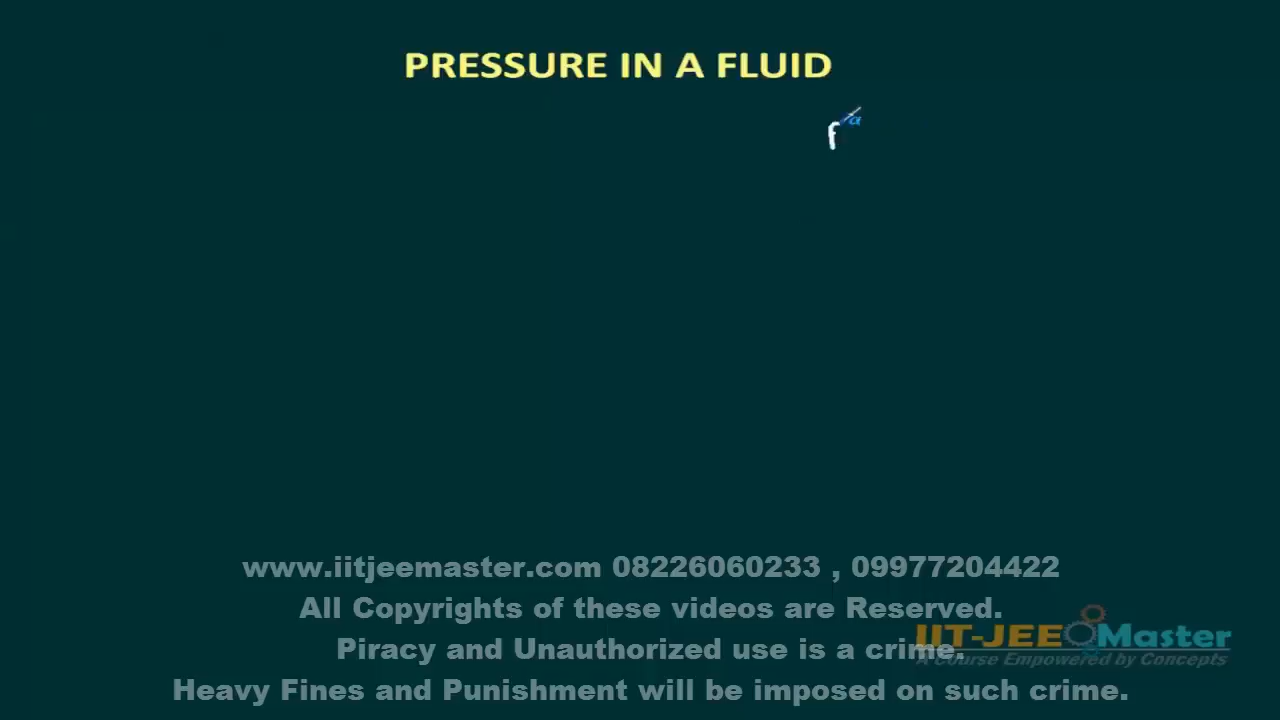 PRESSURE IN A FLUID
www.iitjeemaster.com 08226060233 , 09977204422
All Copyrights of these videos are Reserved.
IIT-JEE Master
Piracy and Unauthorized use is a crime.
A Course Empowered by Concepts
Heavy Fines and Punishment will be imposed on such crime.